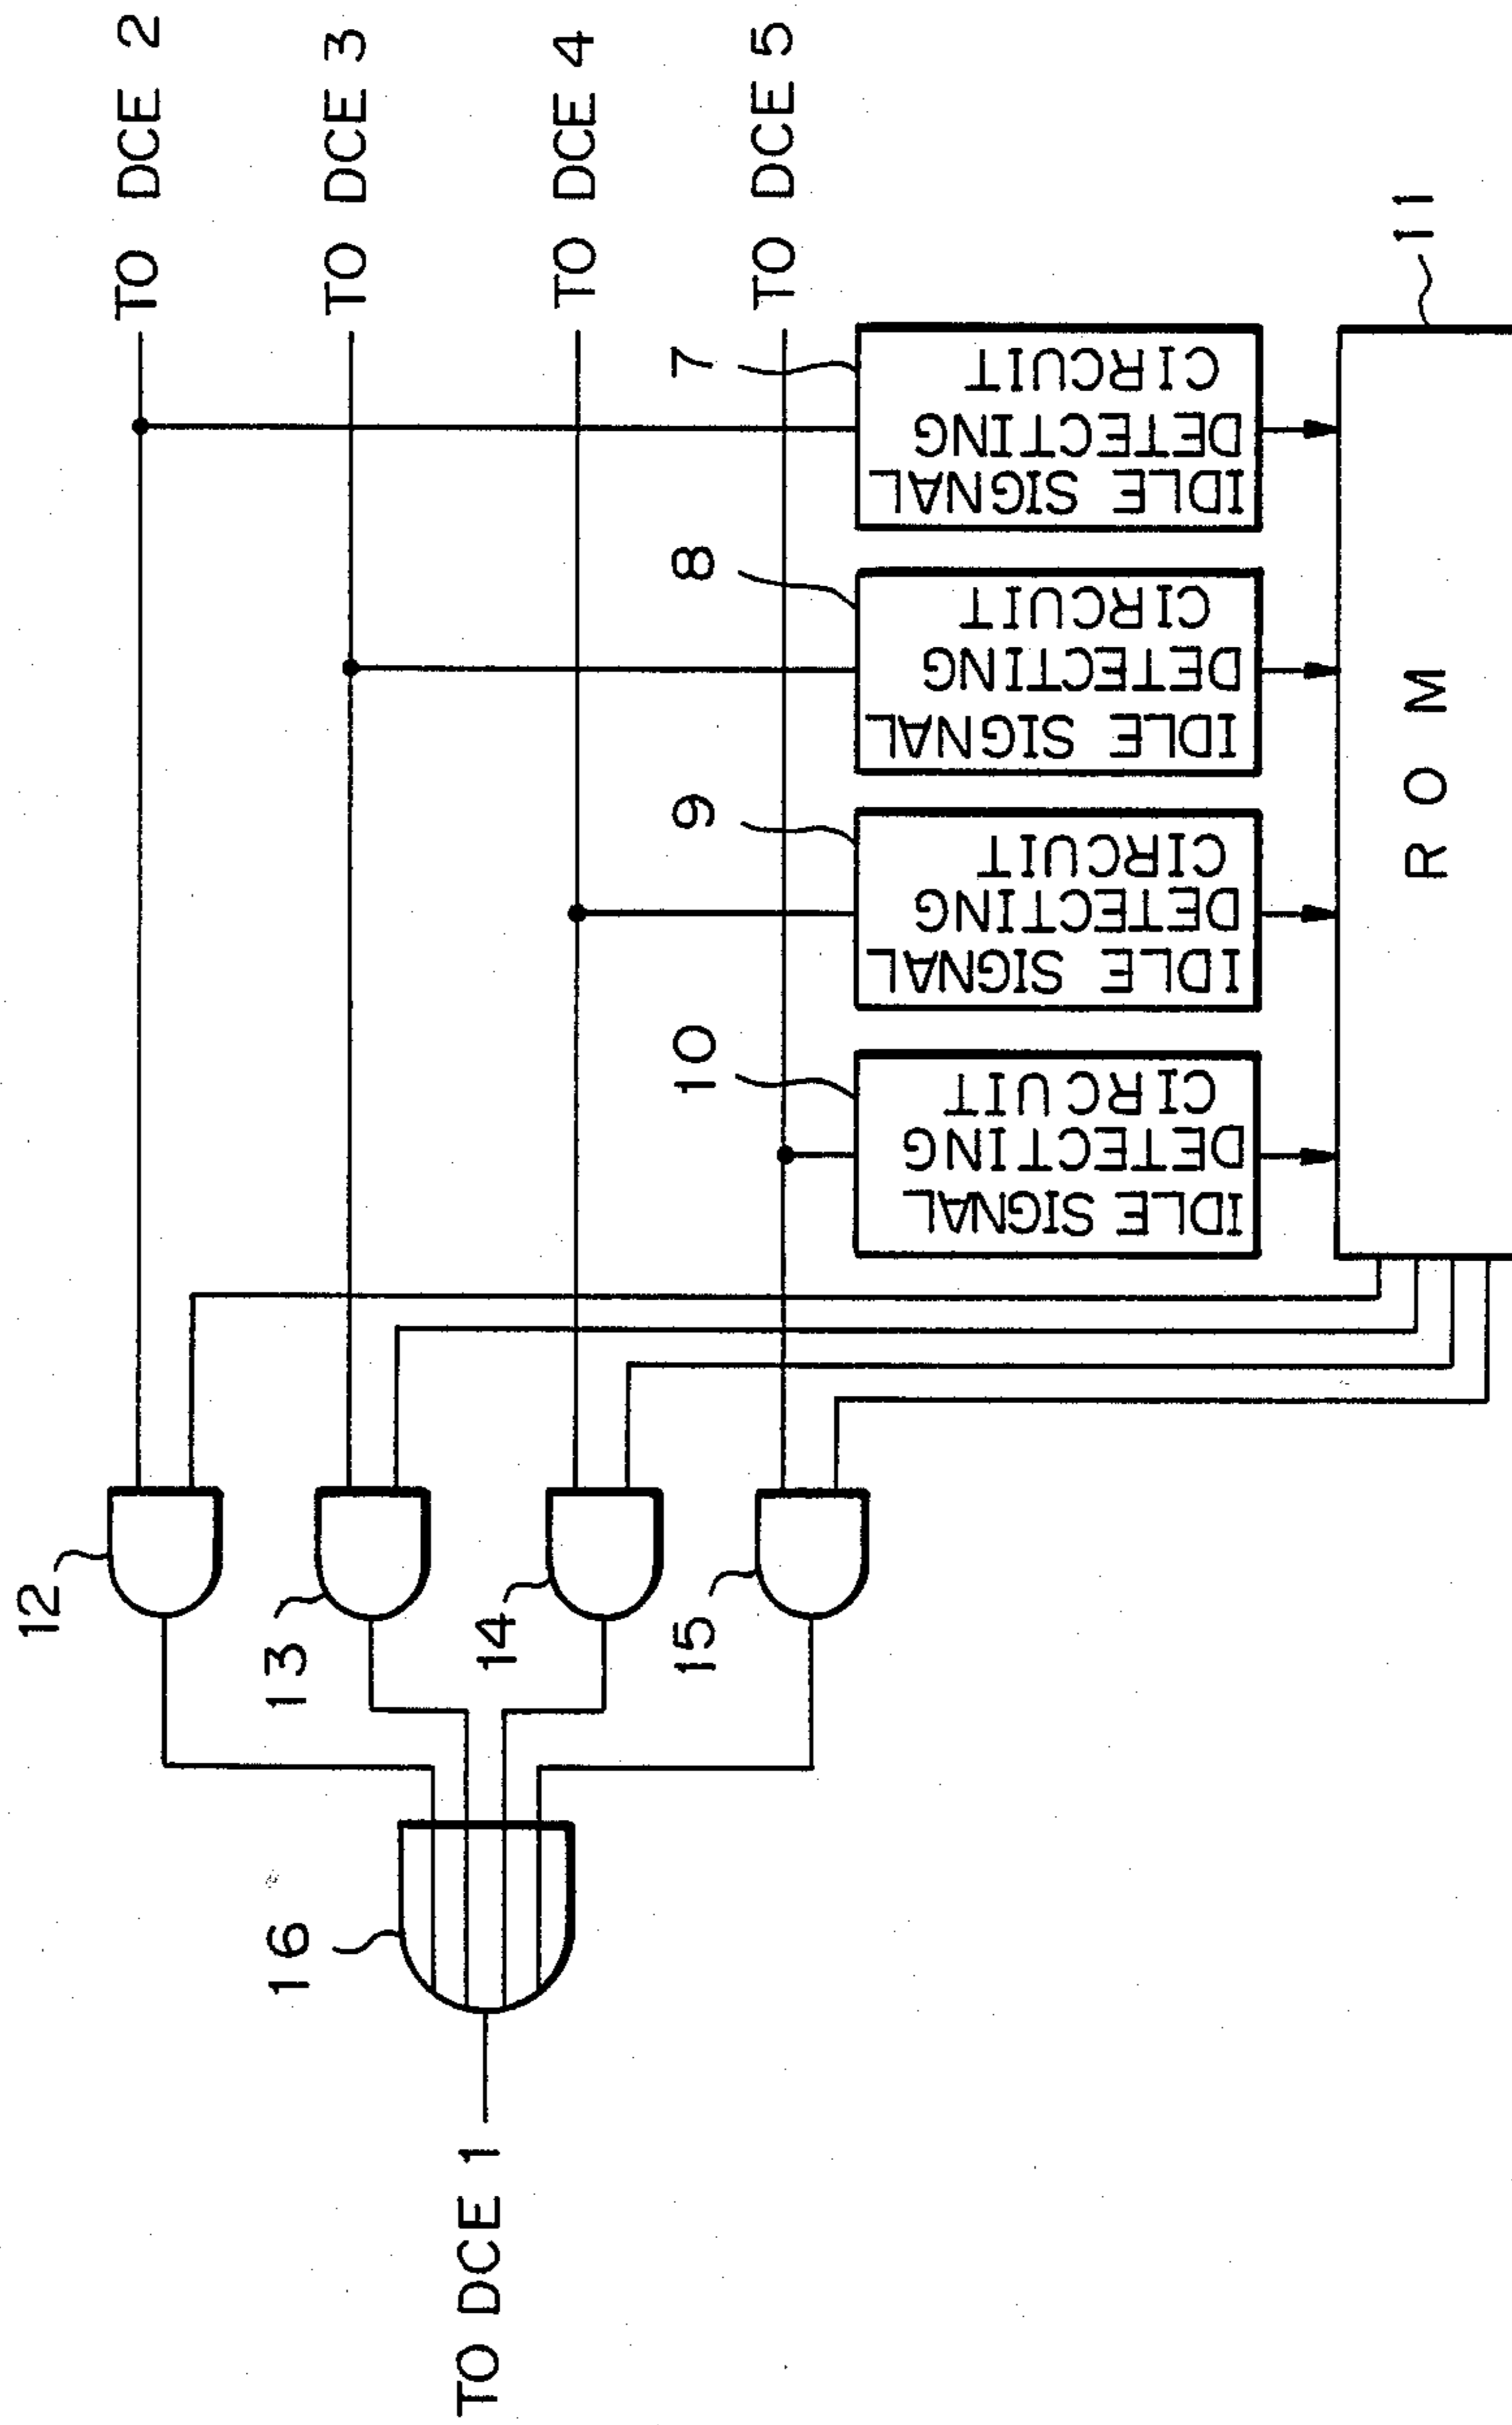 TO DCE 1
16
12
13
14
15
TO DCE 2
TO DCE 3
TO DCE 4
TO DCE 5
10
IDLE SIGNAL
DETECTING
CIRCUIT
9
IDLE SIGNAL
DETECTING
CIRCUIT
8
IDLE SIGNAL
DETECTING
CIRCUIT
7
IDLE SIGNAL
DETECTING
CIRCUIT
ROM
11